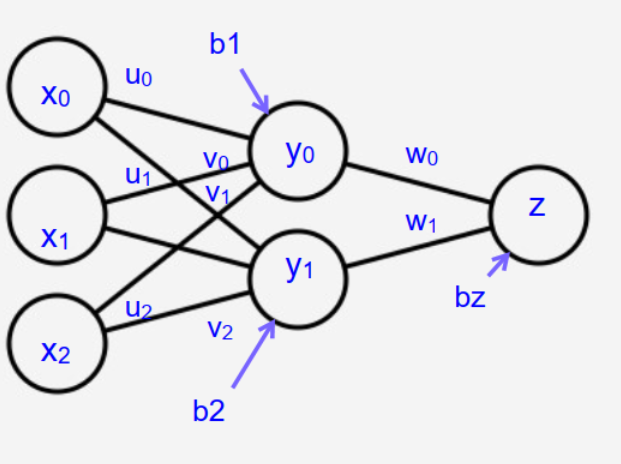 b1
u₀
x₀
y₀
v₀
w₀
u₁
v₁
z
x₁
w₁
y₁
bz
u₂
v₂
x₂
b2